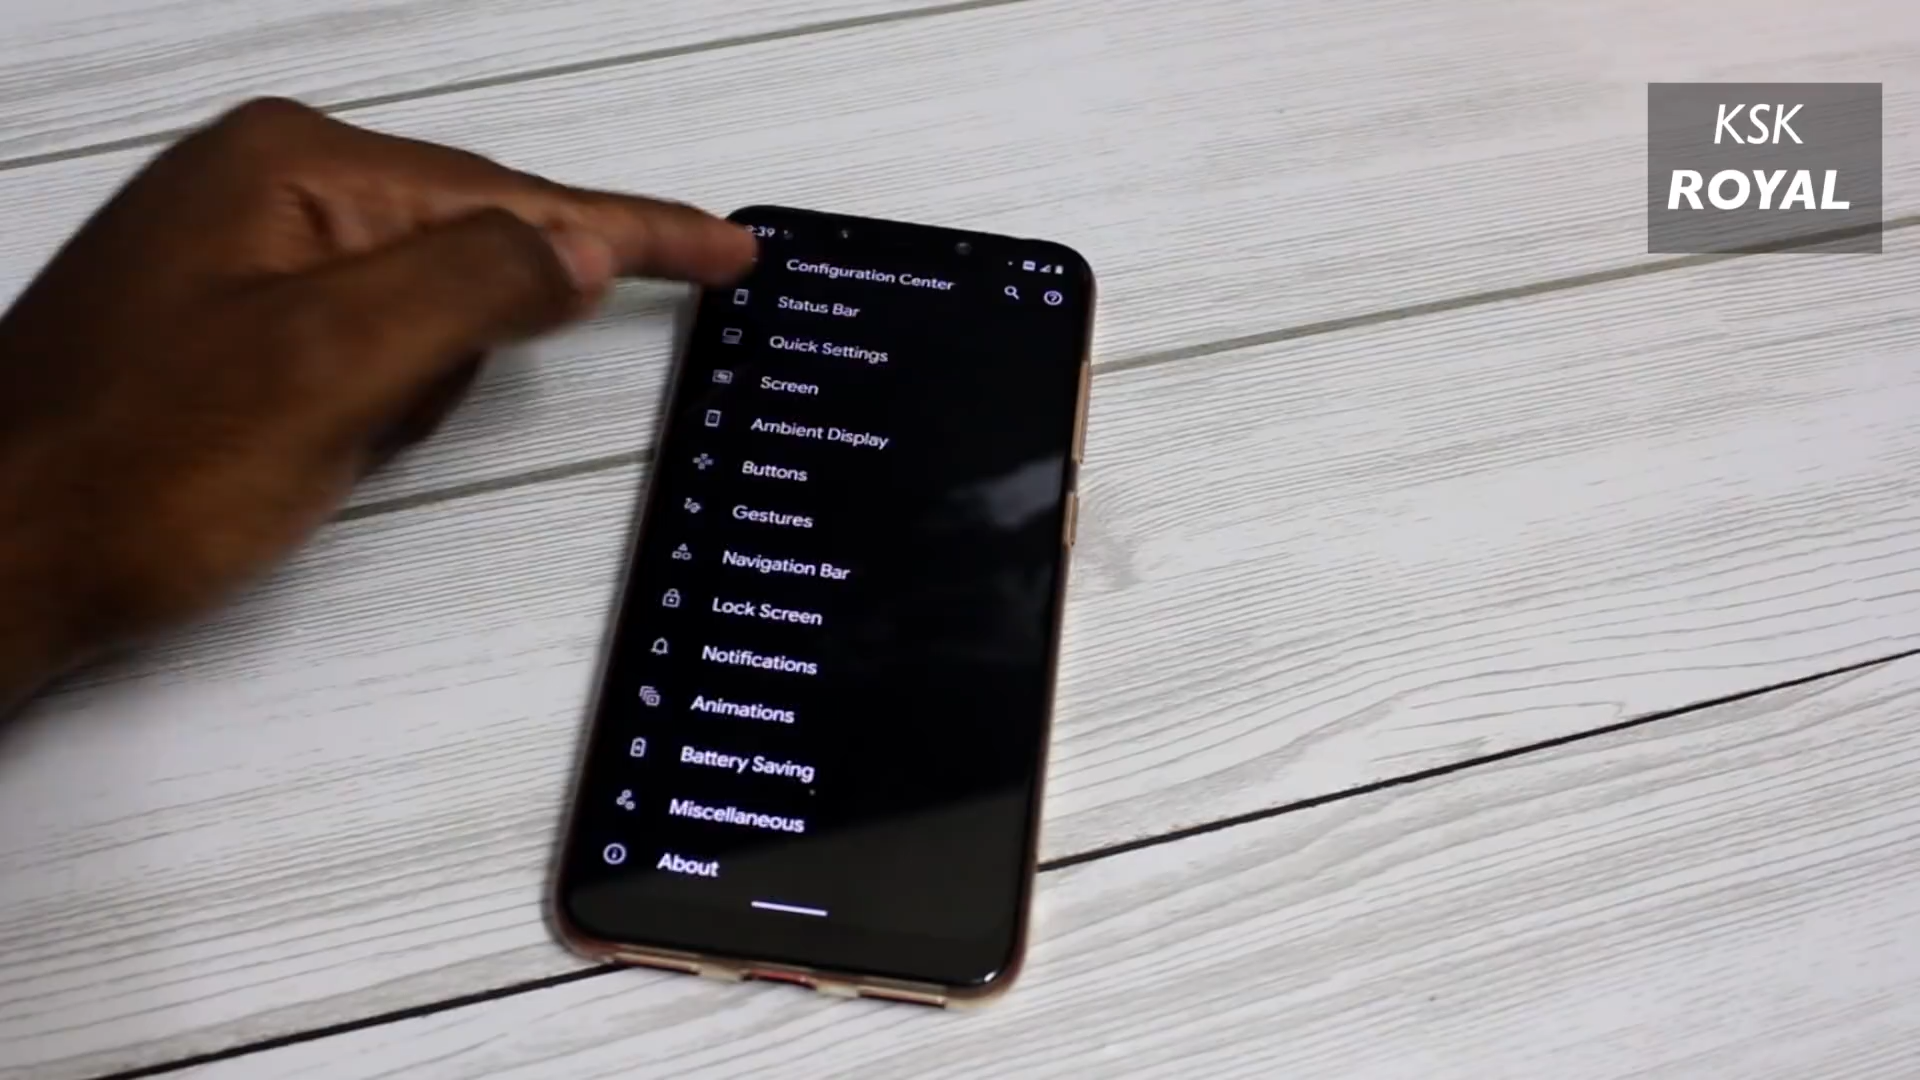 KSK
ROYAL
:39
Configuration Center
Status Bar
Quick Settings
Screen
Ambient Display
Buttons
Gestures
Navigation Bar
Lock Screen
Notifications
Animations
Battery Saving
Miscellaneous
About